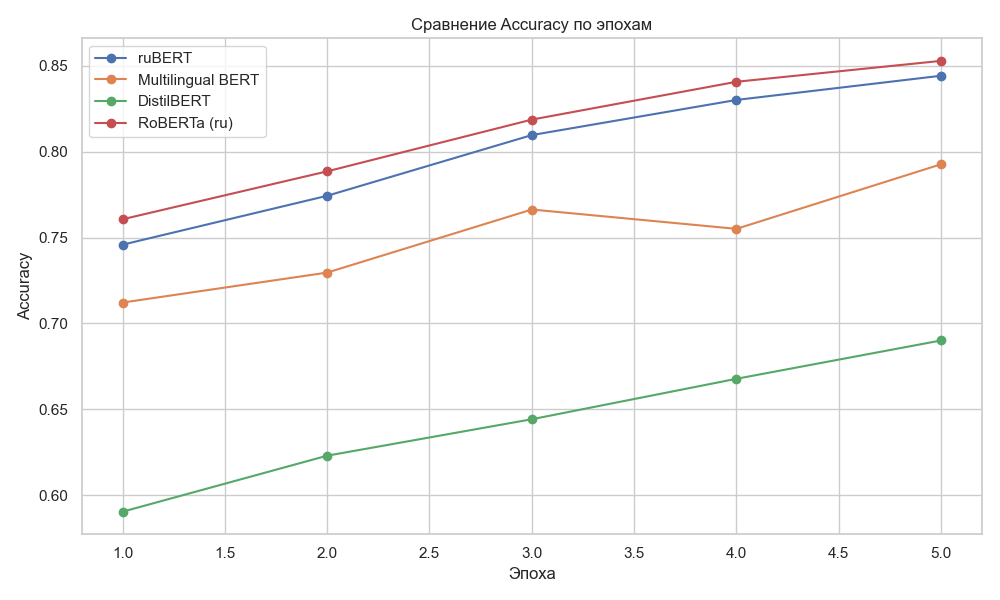 Сравнение Accuracy по эпохам
ruBERT
Multilingual BERT
DistilBERT
RoBERTa (ru)
Accuracy
0.85
0.80
0.75
0.70
0.65
0.60
1.0 1.5 2.0 2.5 3.0 3.5 4.0 4.5 5.0
Эпоха